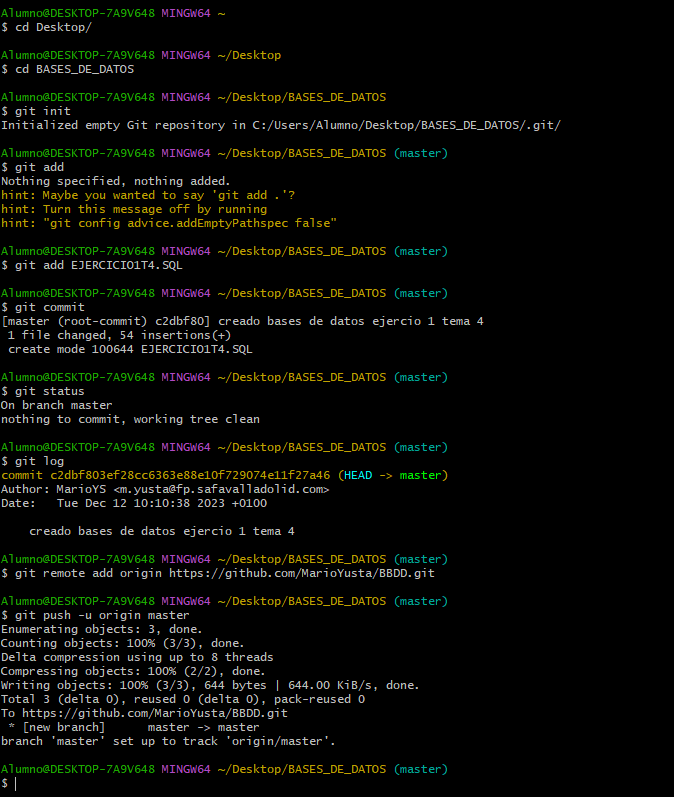 Alumno@DESKTOP-7A9V648 MINGW64 ~
$ cd Desktop/
Alumno@DESKTOP-7A9V648 MINGW64 ~/Desktop
$ cd BASES_DE_DATOS
Alumno@DESKTOP-7A9V648 MINGW64 ~/Desktop/BASES_DE_DATOS
$ git init
Initialized empty Git repository in C:/Users/Alumno/Desktop/BASES_DE_DATOS/.git/
Alumno@DESKTOP-7A9V648 MINGW64 ~/Desktop/BASES_DE_DATOS (master)
$ git add
Nothing specified, nothing added.
hint: Maybe you wanted to say 'git add .'?
hint: Turn this message off by running
hint: "git config advice.addEmptyPathspec false"
Alumno@DESKTOP-7A9V648 MINGW64 ~/Desktop/BASES_DE_DATOS (master)
$ git add EJERCICIO1T4.SQL
Alumno@DESKTOP-7A9V648 MINGW64 ~/Desktop/BASES_DE_DATOS (master)
$ git commit
[master (root-commit) c2dbf80] creado bases de datos ejercio 1 tema 4
 1 file changed, 54 insertions(+)
 create mode 100644 EJERCICIO1T4.SQL
Alumno@DESKTOP-7A9V648 MINGW64 ~/Desktop/BASES_DE_DATOS (master)
$ git status
On branch master
nothing to commit, working tree clean
Alumno@DESKTOP-7A9V648 MINGW64 ~/Desktop/BASES_DE_DATOS (master)
$ git log
commit c2dbf803ef28cc6363e88e10f729074e11f27a46 (HEAD -> master)
Author: MarioYS <m.yusta@fp.safavalladolid.com>
Date:   Tue Dec 12 10:10:38 2023 +0100
    creado bases de datos ejercio 1 tema 4
Alumno@DESKTOP-7A9V648 MINGW64 ~/Desktop/BASES_DE_DATOS (master)
$ git remote add origin https://github.com/MarioYusta/BBDD.git
Alumno@DESKTOP-7A9V648 MINGW64 ~/Desktop/BASES_DE_DATOS (master)
$ git push -u origin master
Enumerating objects: 3, done.
Counting objects: 100% (3/3), done.
Delta compression using up to 8 threads
Compressing objects: 100% (2/2), done.
Writing objects: 100% (3/3), 644 bytes | 644.00 KiB/s, done.
Total 3 (delta 0), reused 0 (delta 0), pack-reused 0
To https://github.com/MarioYusta/BBDD.git
 * [new branch]      master -> master
branch 'master' set up to track 'origin/master'.
Alumno@DESKTOP-7A9V648 MINGW64 ~/Desktop/BASES_DE_DATOS (master)
$